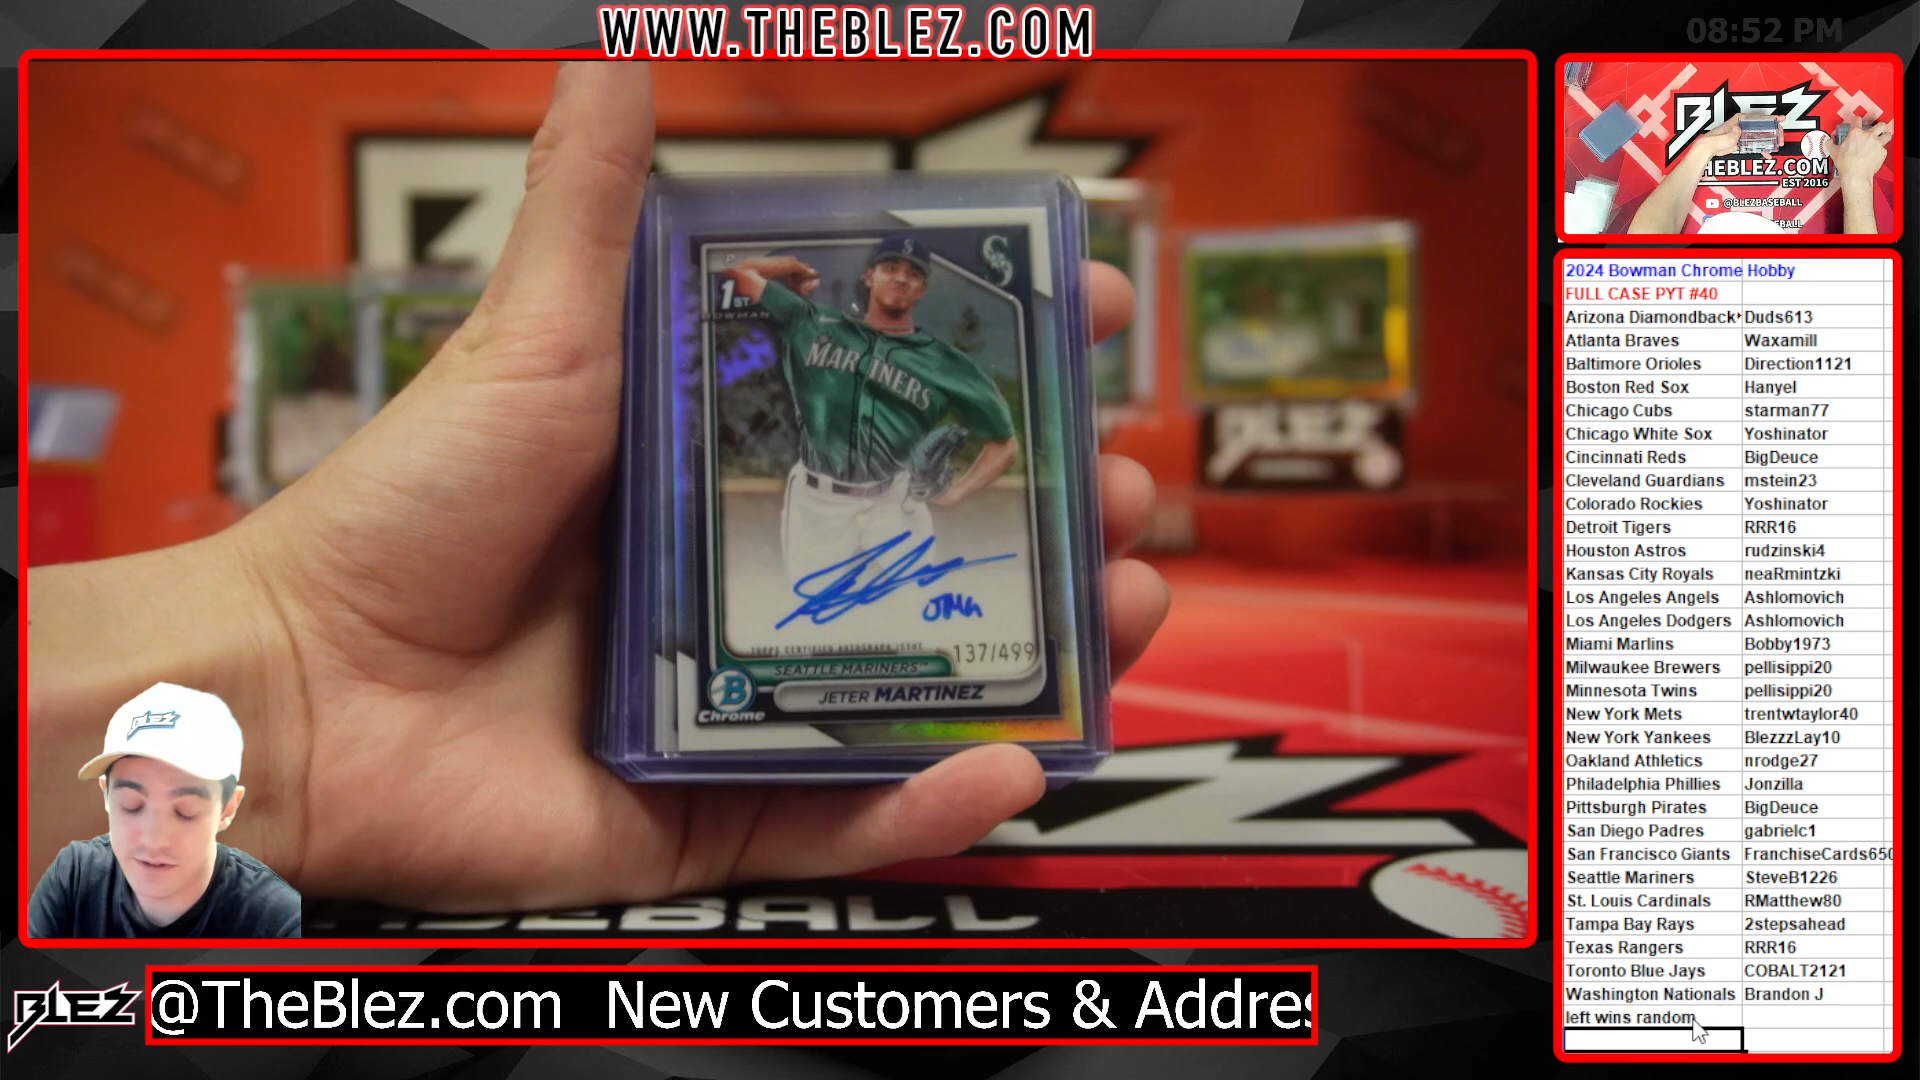 WWW.THEBLEZ.COM
08:52 PM
1ST
BOWMAN
MARINERS
137/499
TOPPS CERTIFIED AUTOGRAPH ISSUE
SEATTLE MARINERS™
JETER MARTINEZ
B
Chrome
BLEZ
THEBLEZ.COM
EST 2016
@BLEZBASEBALL
2024 Bowman Chrome Hobby
FULL CASE PYT #40
Arizona Diamondback Duds613
Atlanta Braves Waxamill
Baltimore Orioles Direction1121
Boston Red Sox Hanyel
Chicago Cubs starman77
Chicago White Sox Yoshinator
Cincinnati Reds BigDeuce
Cleveland Guardians mstein23
Colorado Rockies Yoshinator
Detroit Tigers RRR16
Houston Astros rudzinski4
Kansas City Royals neaRmintzki
Los Angeles Angels Ashlomovich
Los Angeles Dodgers Ashlomovich
Miami Marlins Bobby1973
Milwaukee Brewers pellisippi20
Minnesota Twins pellisippi20
New York Mets trentwtaylor40
New York Yankees BlezzzLay10
Oakland Athletics nrodge27
Philadelphia Phillies Jonzilla
Pittsburgh Pirates BigDeuce
San Diego Padres gabrielc1
San Francisco Giants FranchiseCards650
Seattle Mariners SteveB1226
St. Louis Cardinals RMatthew80
Tampa Bay Rays 2stepsahead
Texas Rangers RRR16
Toronto Blue Jays COBALT2121
Washington Nationals Brandon J
left wins random
BLEZ
BLEZ
@TheBlez.com New Customers & Addres